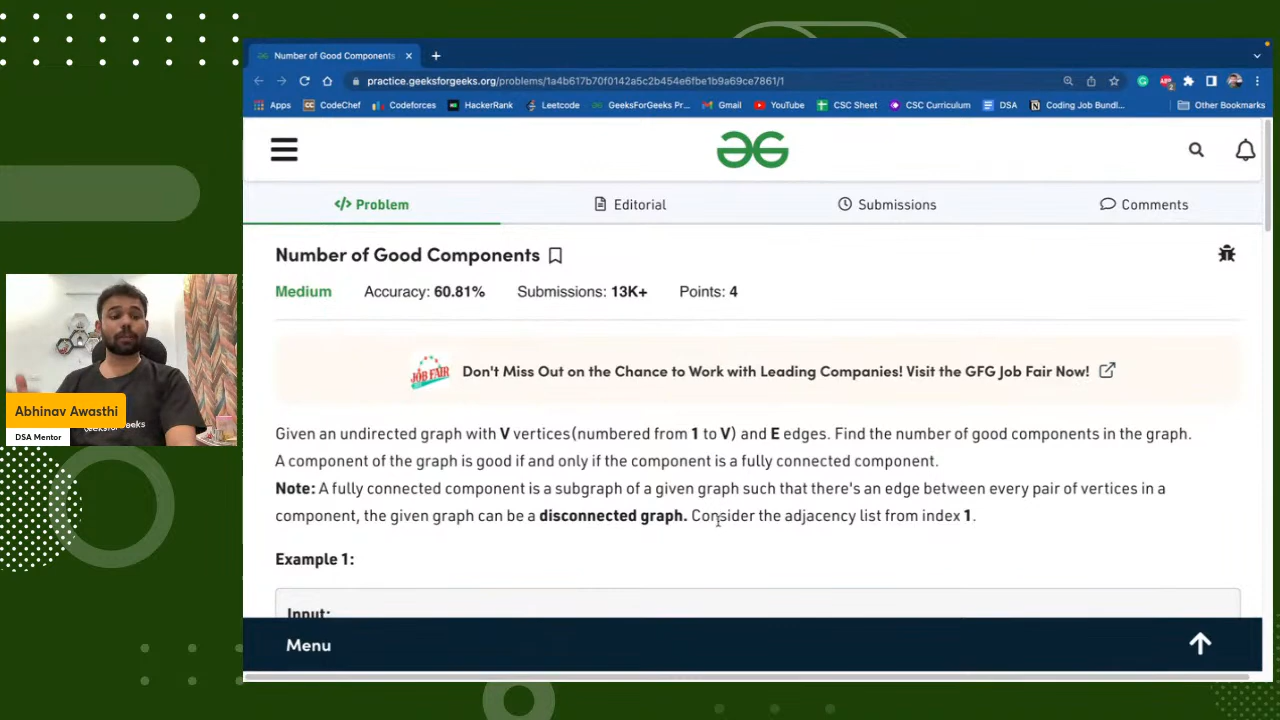 Number of Good Components
practice.geeksforgeeks.org/problems/1a4b617b70f0142a5c2b454e6fbe1b9a69ce7861/1
Apps CodeChef Codeforces HackerRank Leetcode GeeksForGeeks Pr... Gmail YouTube CSC Sheet CSC Curriculum DSA Coding Job Bundl... Other Bookmarks
</> Problem Editorial Submissions Comments
Number of Good Components
Medium Accuracy: 60.81% Submissions: 13K+ Points: 4
JOB FAIR Don't Miss Out on the Chance to Work with Leading Companies! Visit the GFG Job Fair Now!
Given an undirected graph with V vertices(numbered from 1 to V) and E edges. Find the number of good components in the graph.
A component of the graph is good if and only if the component is a fully connected component.
Note: A fully connected component is a subgraph of a given graph such that there's an edge between every pair of vertices in a
component, the given graph can be a disconnected graph. Consider the adjacency list from index 1.
Example 1:
Input:
Menu
Abhinav Awasthi
DSA Mentor